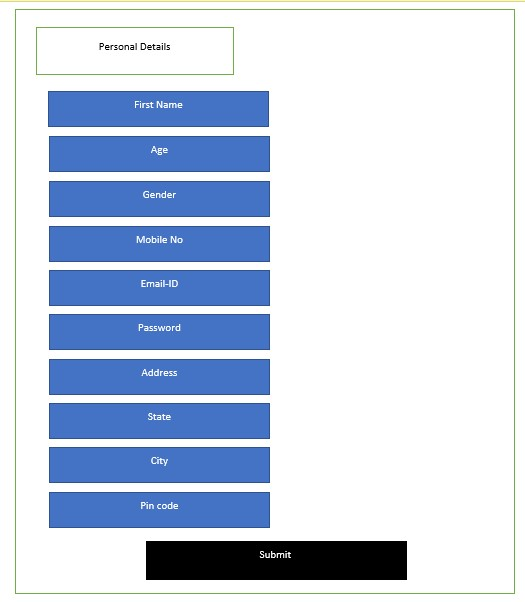 Personal Details
First Name
Age
Gender
Mobile No
Email-ID
Password
Address
State
City
Pin code
Submit